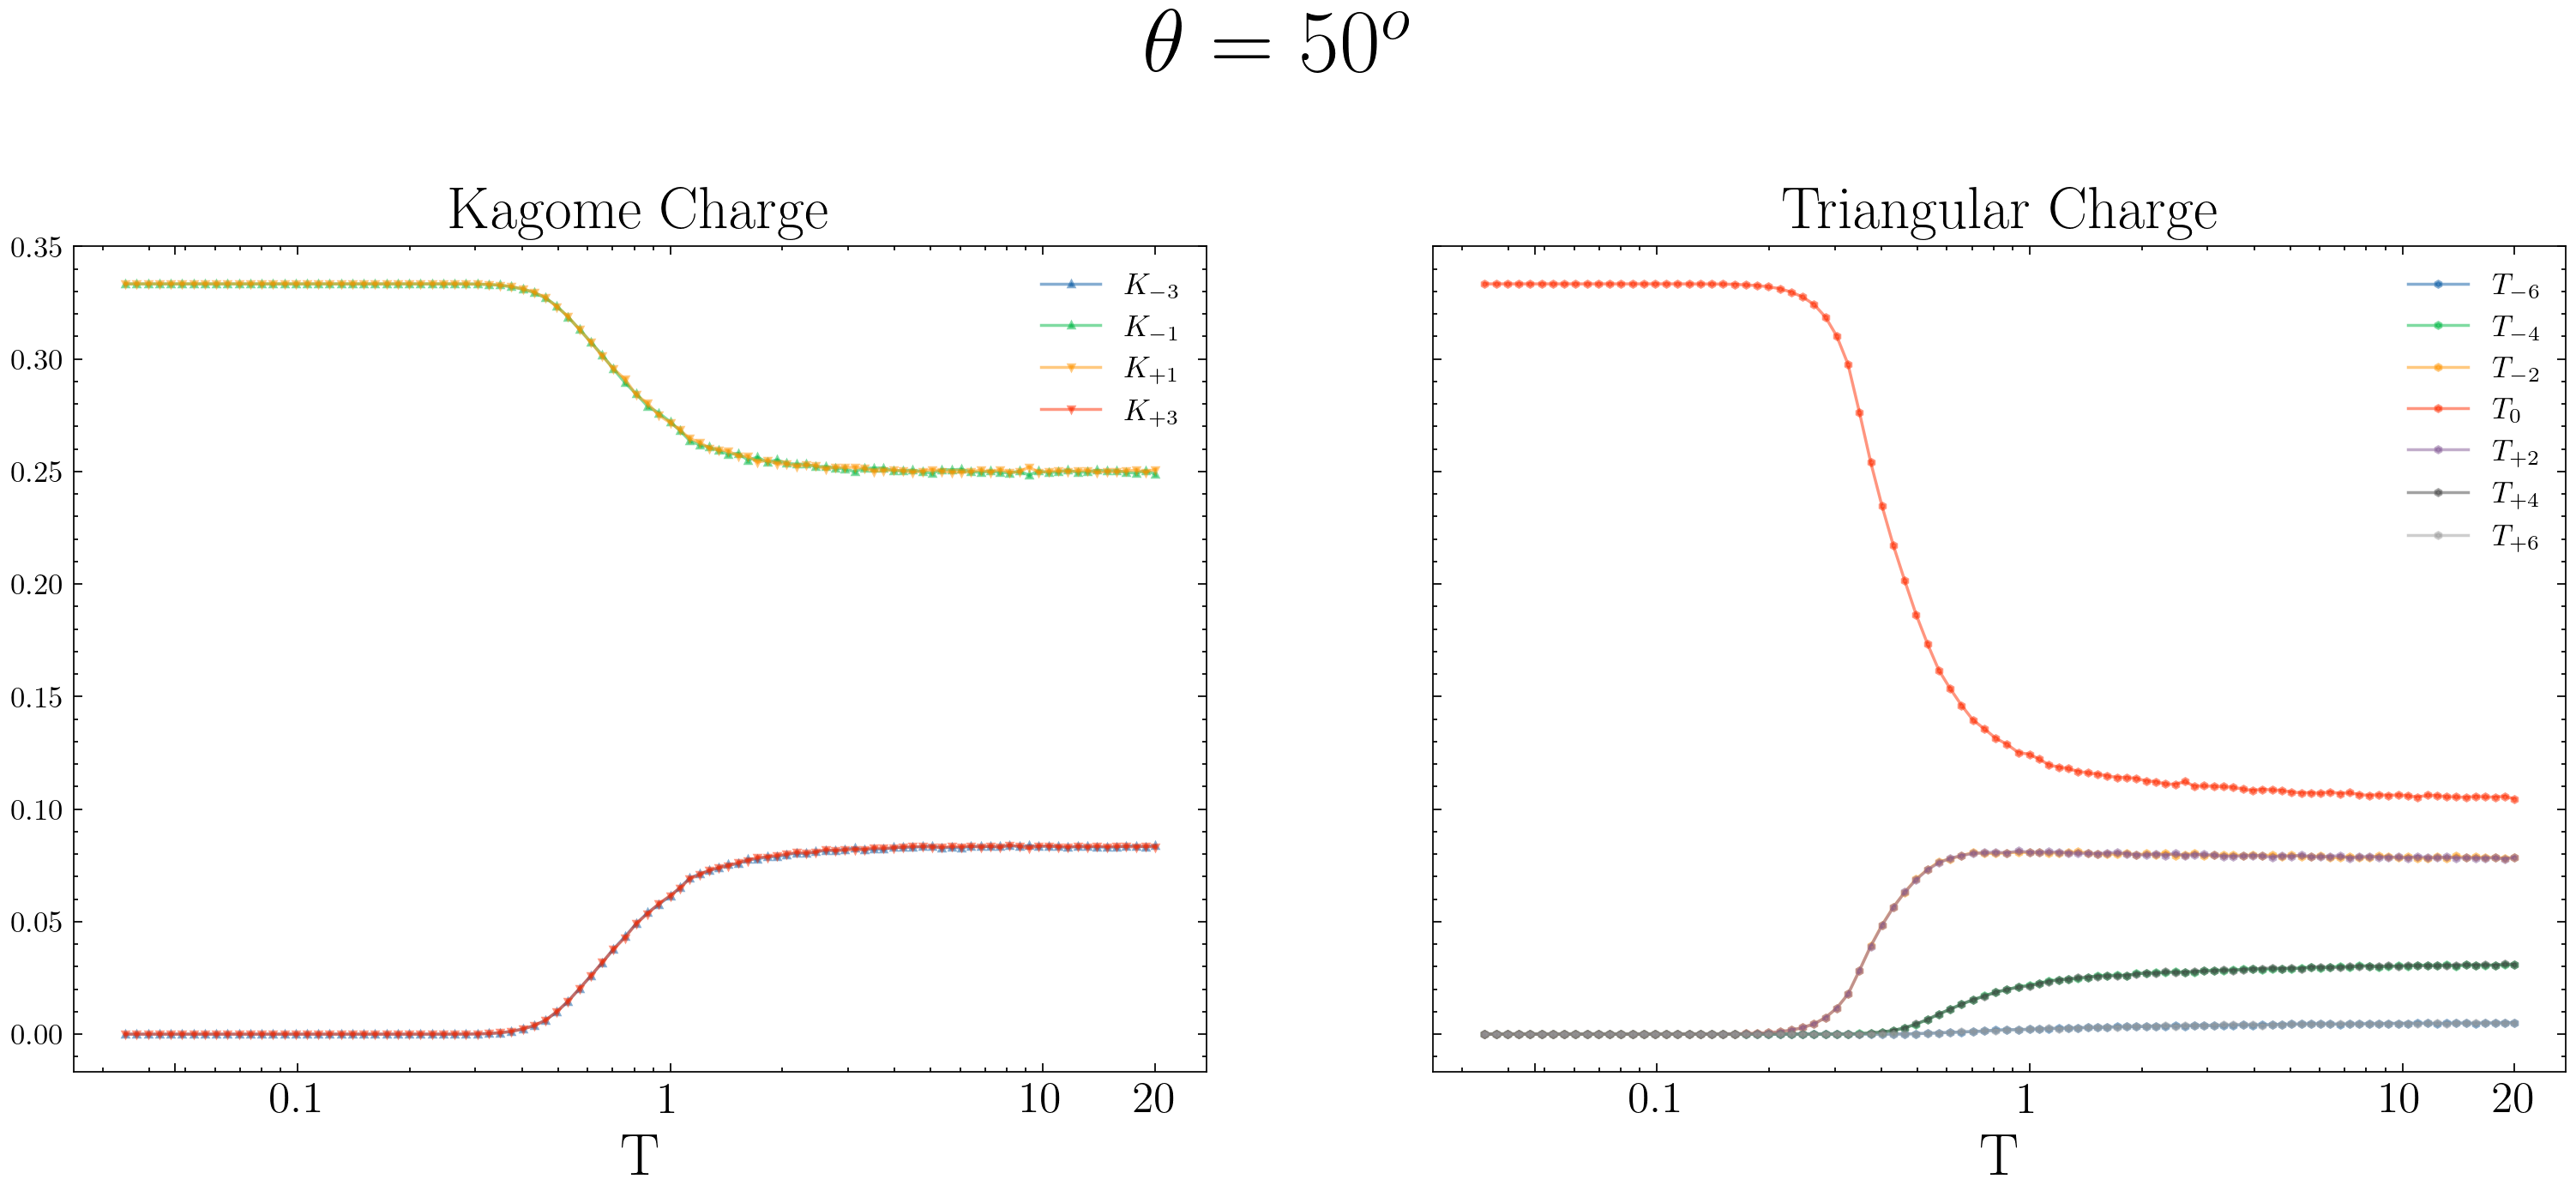 θ = 50°
Kagome Charge
0.35
0.30
0.25
0.20
0.15
0.10
0.05
0.00
K₋₃
K₋₁
K₊₁
K₊₃
0.1 1 10 20
T
Triangular Charge
T₋₆
T₋₄
T₋₂
T₀
T₊₂
T₊₄
T₊₆
0.1 1 10 20
T